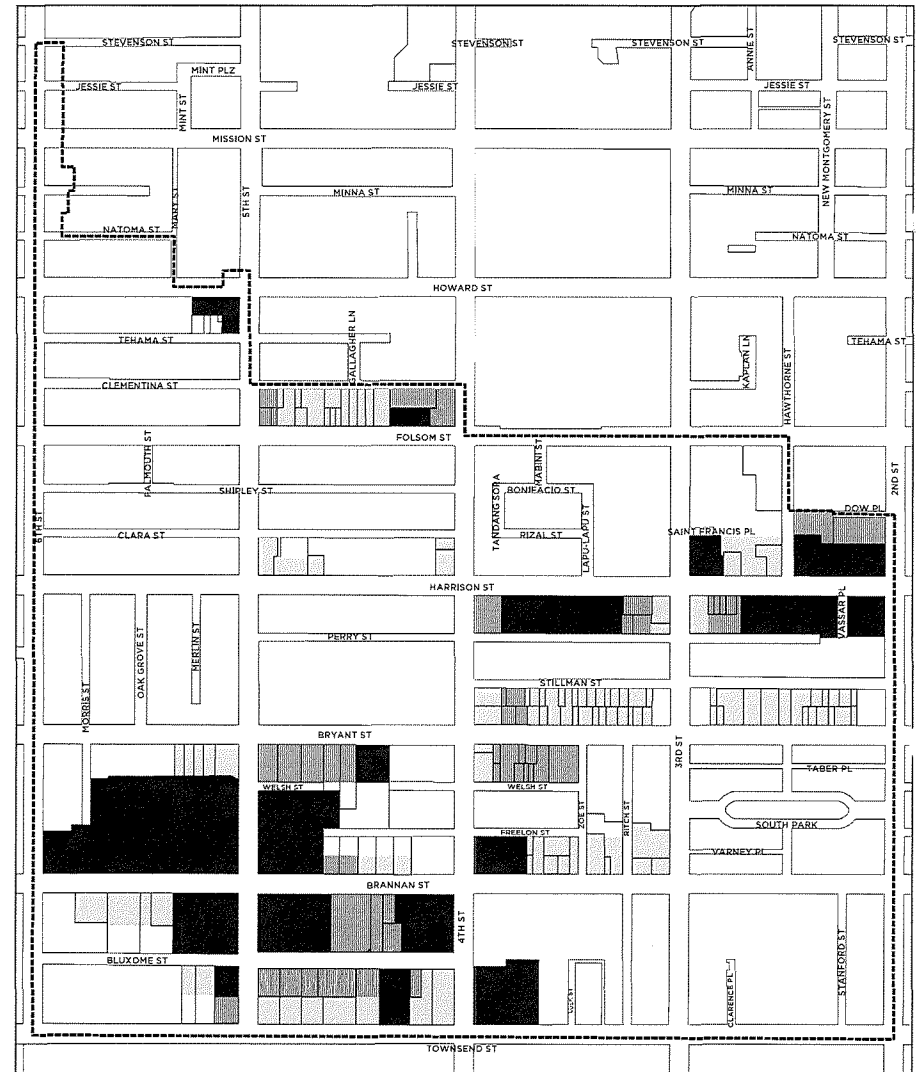 STEVENSON ST
STEVENSON ST
STEVENSON ST
STEVENSON ST
ANNIE ST
MINT PLZ
JESSIE ST
JESSIE ST
JESSIE ST
MINT ST
NEW MONTGOMERY ST
MISSION ST
MINNA ST
MINNA ST
MARY ST
5TH ST
NATOMA ST
NATOMA ST
HOWARD ST
TEHAMA ST
GALLAGHER LN
KAPLAN LN
HAWTHORNE ST
TEHAMA ST
CLEMENTINA ST
FOLSOM ST
FALMOUTH ST
MABINI ST
2ND ST
SHIPLEY ST
TANDANG SORA
BONIFACIO ST
LAPU-LAPU ST
DOW PL
6TH ST
CLARA ST
RIZAL ST
SAINT FRANCIS PL
HARRISON ST
VASSAR PL
PERRY ST
OAK GROVE ST
MERLIN ST
MORRIS ST
STILLMAN ST
BRYANT ST
3RD ST
TABER PL
WELSH ST
WELSH ST
ZOE ST
RITCH ST
SOUTH PARK
FREELON ST
VARNEY PL
BRANNAN ST
4TH ST
BLUXOME ST
STANFORD ST
CLARENCE PL
TOWNSEND ST